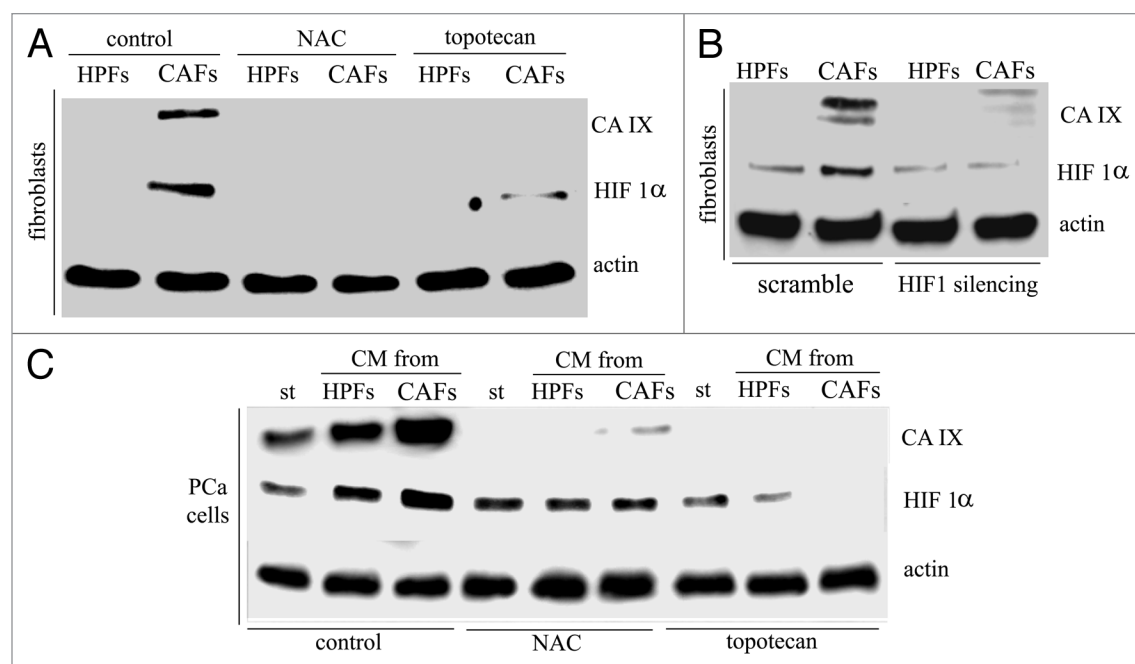 A
control NAC topotecan
HPFs CAFs HPFs CAFs HPFs CAFs
fibroblasts
CA IX
HIF 1α
actin
B
HPFs CAFs HPFs CAFs
fibroblasts
CA IX
HIF 1α
actin
scramble HIF1 silencing
C
CM from CM from CM from
st HPFs CAFs st HPFs CAFs st HPFs CAFs
PCa
cells
CA IX
HIF 1α
actin
control NAC topotecan